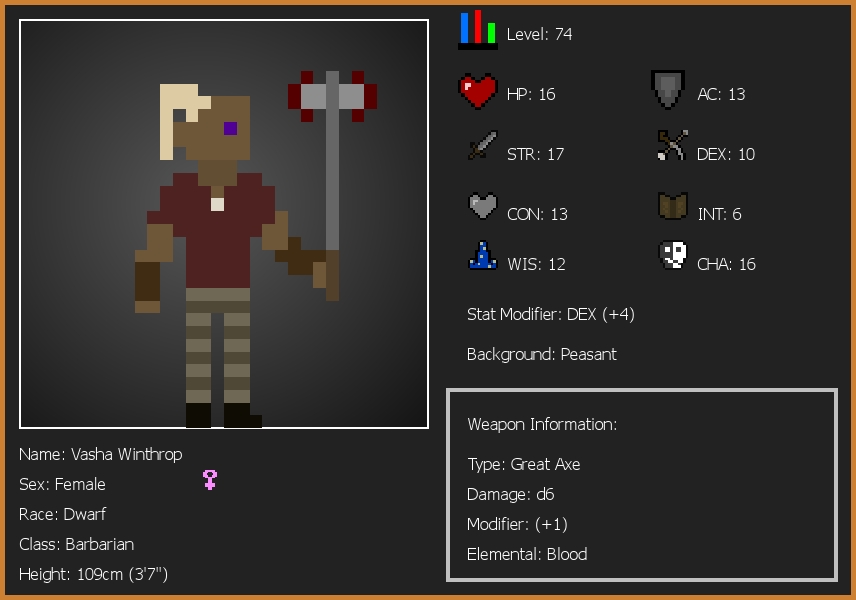 Level: 74
HP: 16
AC: 13
STR: 17
DEX: 10
CON: 13
INT: 6
WIS: 12
CHA: 16
Stat Modifier: DEX (+4)
Background: Peasant
Weapon Information:
Type: Great Axe
Damage: d6
Modifier: (+1)
Elemental: Blood
Name: Vasha Winthrop
Sex: Female
Race: Dwarf
Class: Barbarian
Height: 109cm (3'7")